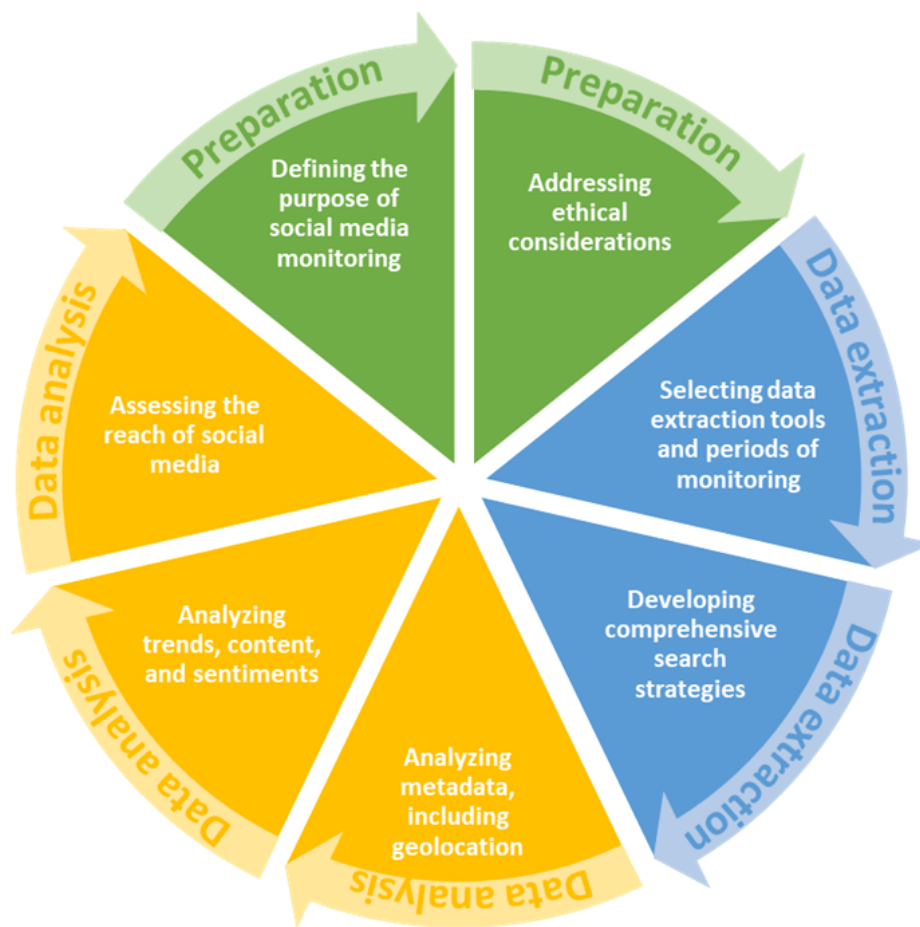 Preparation
Defining the
purpose of
social media
monitoring
Preparation
Addressing
ethical
considerations
Data extraction
Selecting data
extraction tools
and periods of
monitoring
Data extraction
Developing
comprehensive
search
strategies
Data analysis
Analyzing
metadata,
including
geolocation
Data analysis
Analyzing
trends, content,
and sentiments
Data analysis
Assessing the
reach of social
media